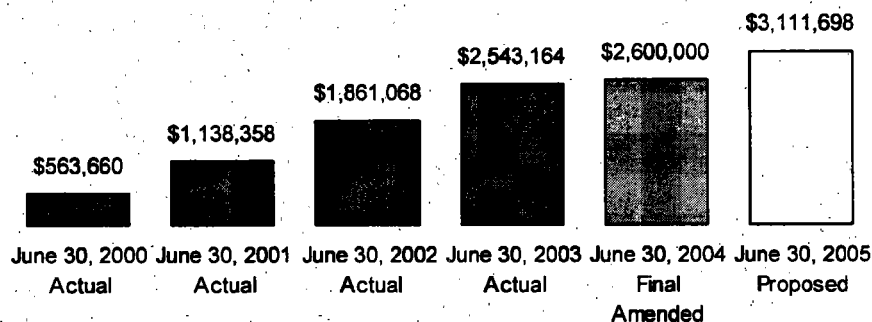 $3,111,698
$2,543,164 $2,600,000
$1,861,068
$1,138,358
$563,660
June 30, 2000 June 30, 2001 June 30, 2002 June 30, 2003 June 30, 2004 June 30, 2005
Actual Actual Actual Actual Final Proposed
Amended